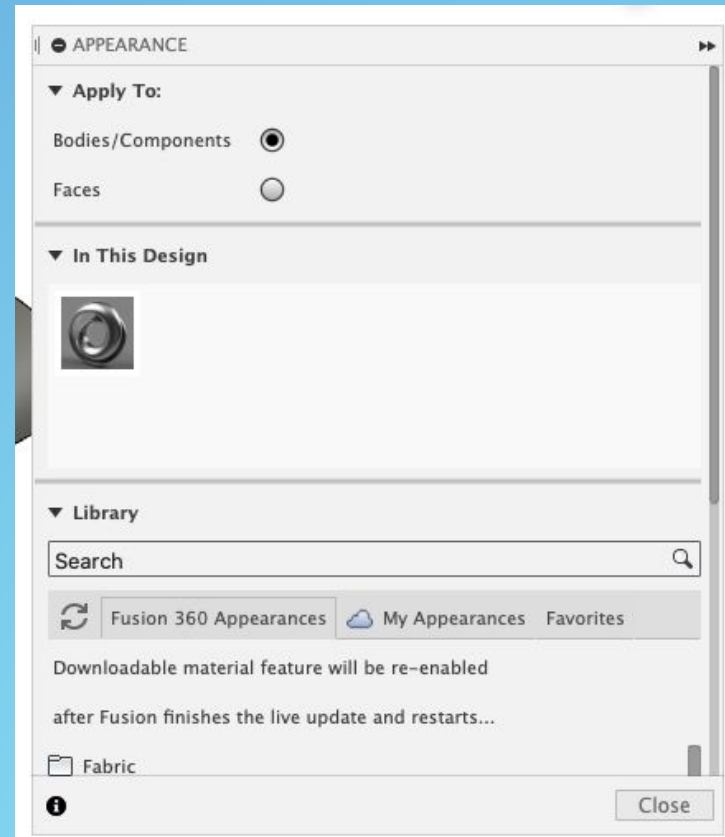 APPEARANCE
Apply To:
Bodies/Components
Faces
In This Design
Library
Search
Fusion 360 Appearances My Appearances Favorites
Downloadable material feature will be re-enabled
after Fusion finishes the live update and restarts...
Fabric
Close